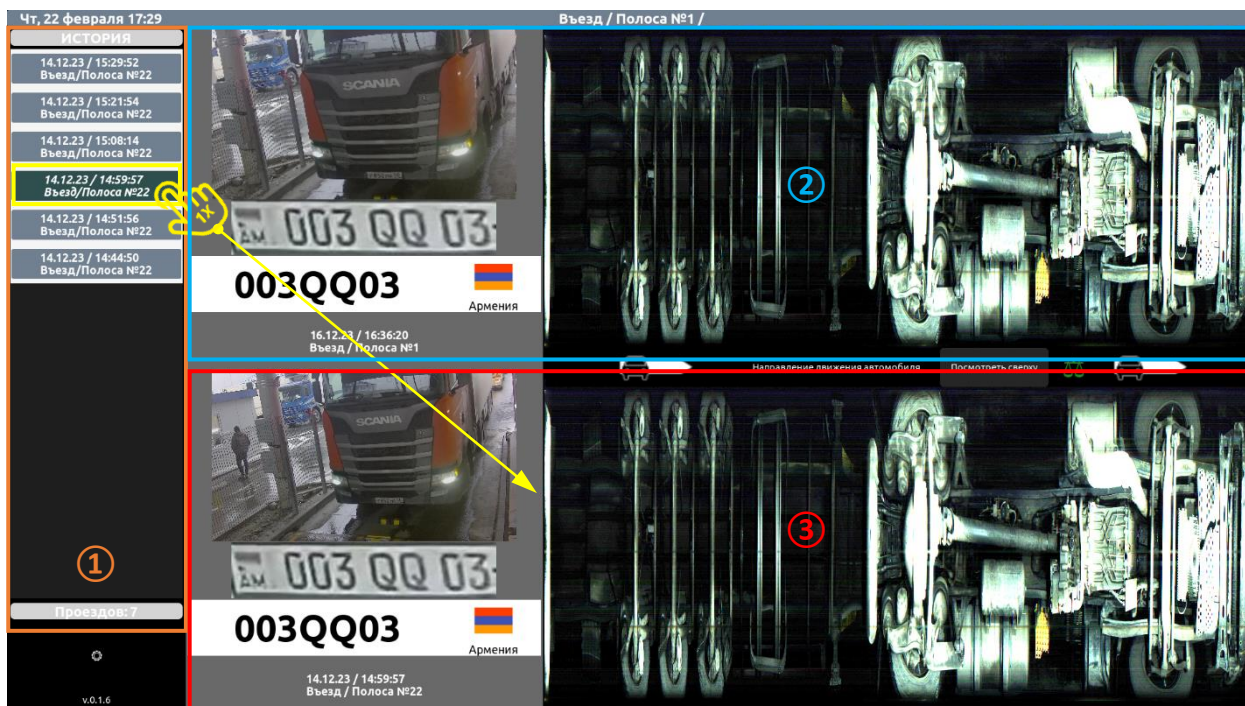 Чт, 22 февраля 17:29
Въезд / Полоса №1 /
ИСТОРИЯ
14.12.23 / 15:29:52
Въезд/Полоса №22
14.12.23 / 15:21:54
Въезд/Полоса №22
14.12.23 / 15:08:14
Въезд/Полоса №22
14.12.23 / 14:59:57
Въезд/Полоса №22
14.12.23 / 14:51:56
Въезд/Полоса №22
14.12.23 / 14:44:50
Въезд/Полоса №22
1X
①
Проездов: 7
v.0.1.6
SCANIA
AM 003 QQ 03
003QQ03
Армения
16.12.23 / 16:36:20
Въезд / Полоса №1
②
Направление движения автомобиля
Посмотреть сверху
SCANIA
AM 003 QQ 03
003QQ03
Армения
14.12.23 / 14:59:57
Въезд / Полоса №22
③